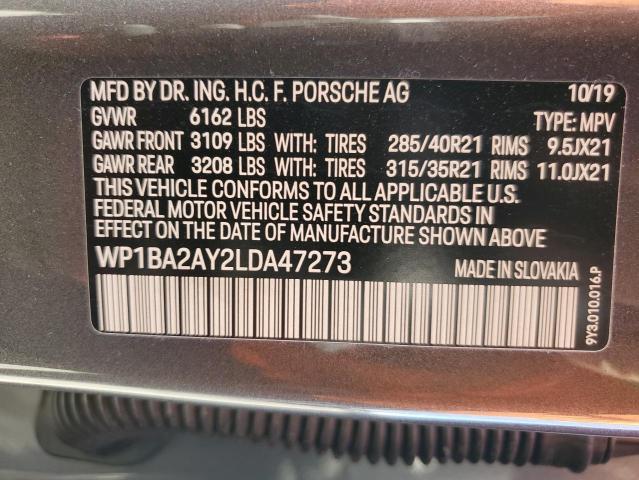 MFD BY DR. ING. H.C. F. PORSCHE AG 10/19
GVWR 6162 LBS TYPE: MPV
GAWR FRONT 3109 LBS WITH: TIRES 285/40R21 RIMS 9.5JX21
GAWR REAR 3208 LBS WITH: TIRES 315/35R21 RIMS 11.0JX21
THIS VEHICLE CONFORMS TO ALL APPLICABLE U.S.
FEDERAL MOTOR VEHICLE SAFETY STANDARDS IN
EFFECT ON THE DATE OF MANUFACTURE SHOWN ABOVE
WP1BA2AY2LDA47273 MADE IN SLOVAKIA
9Y3.010.016.P